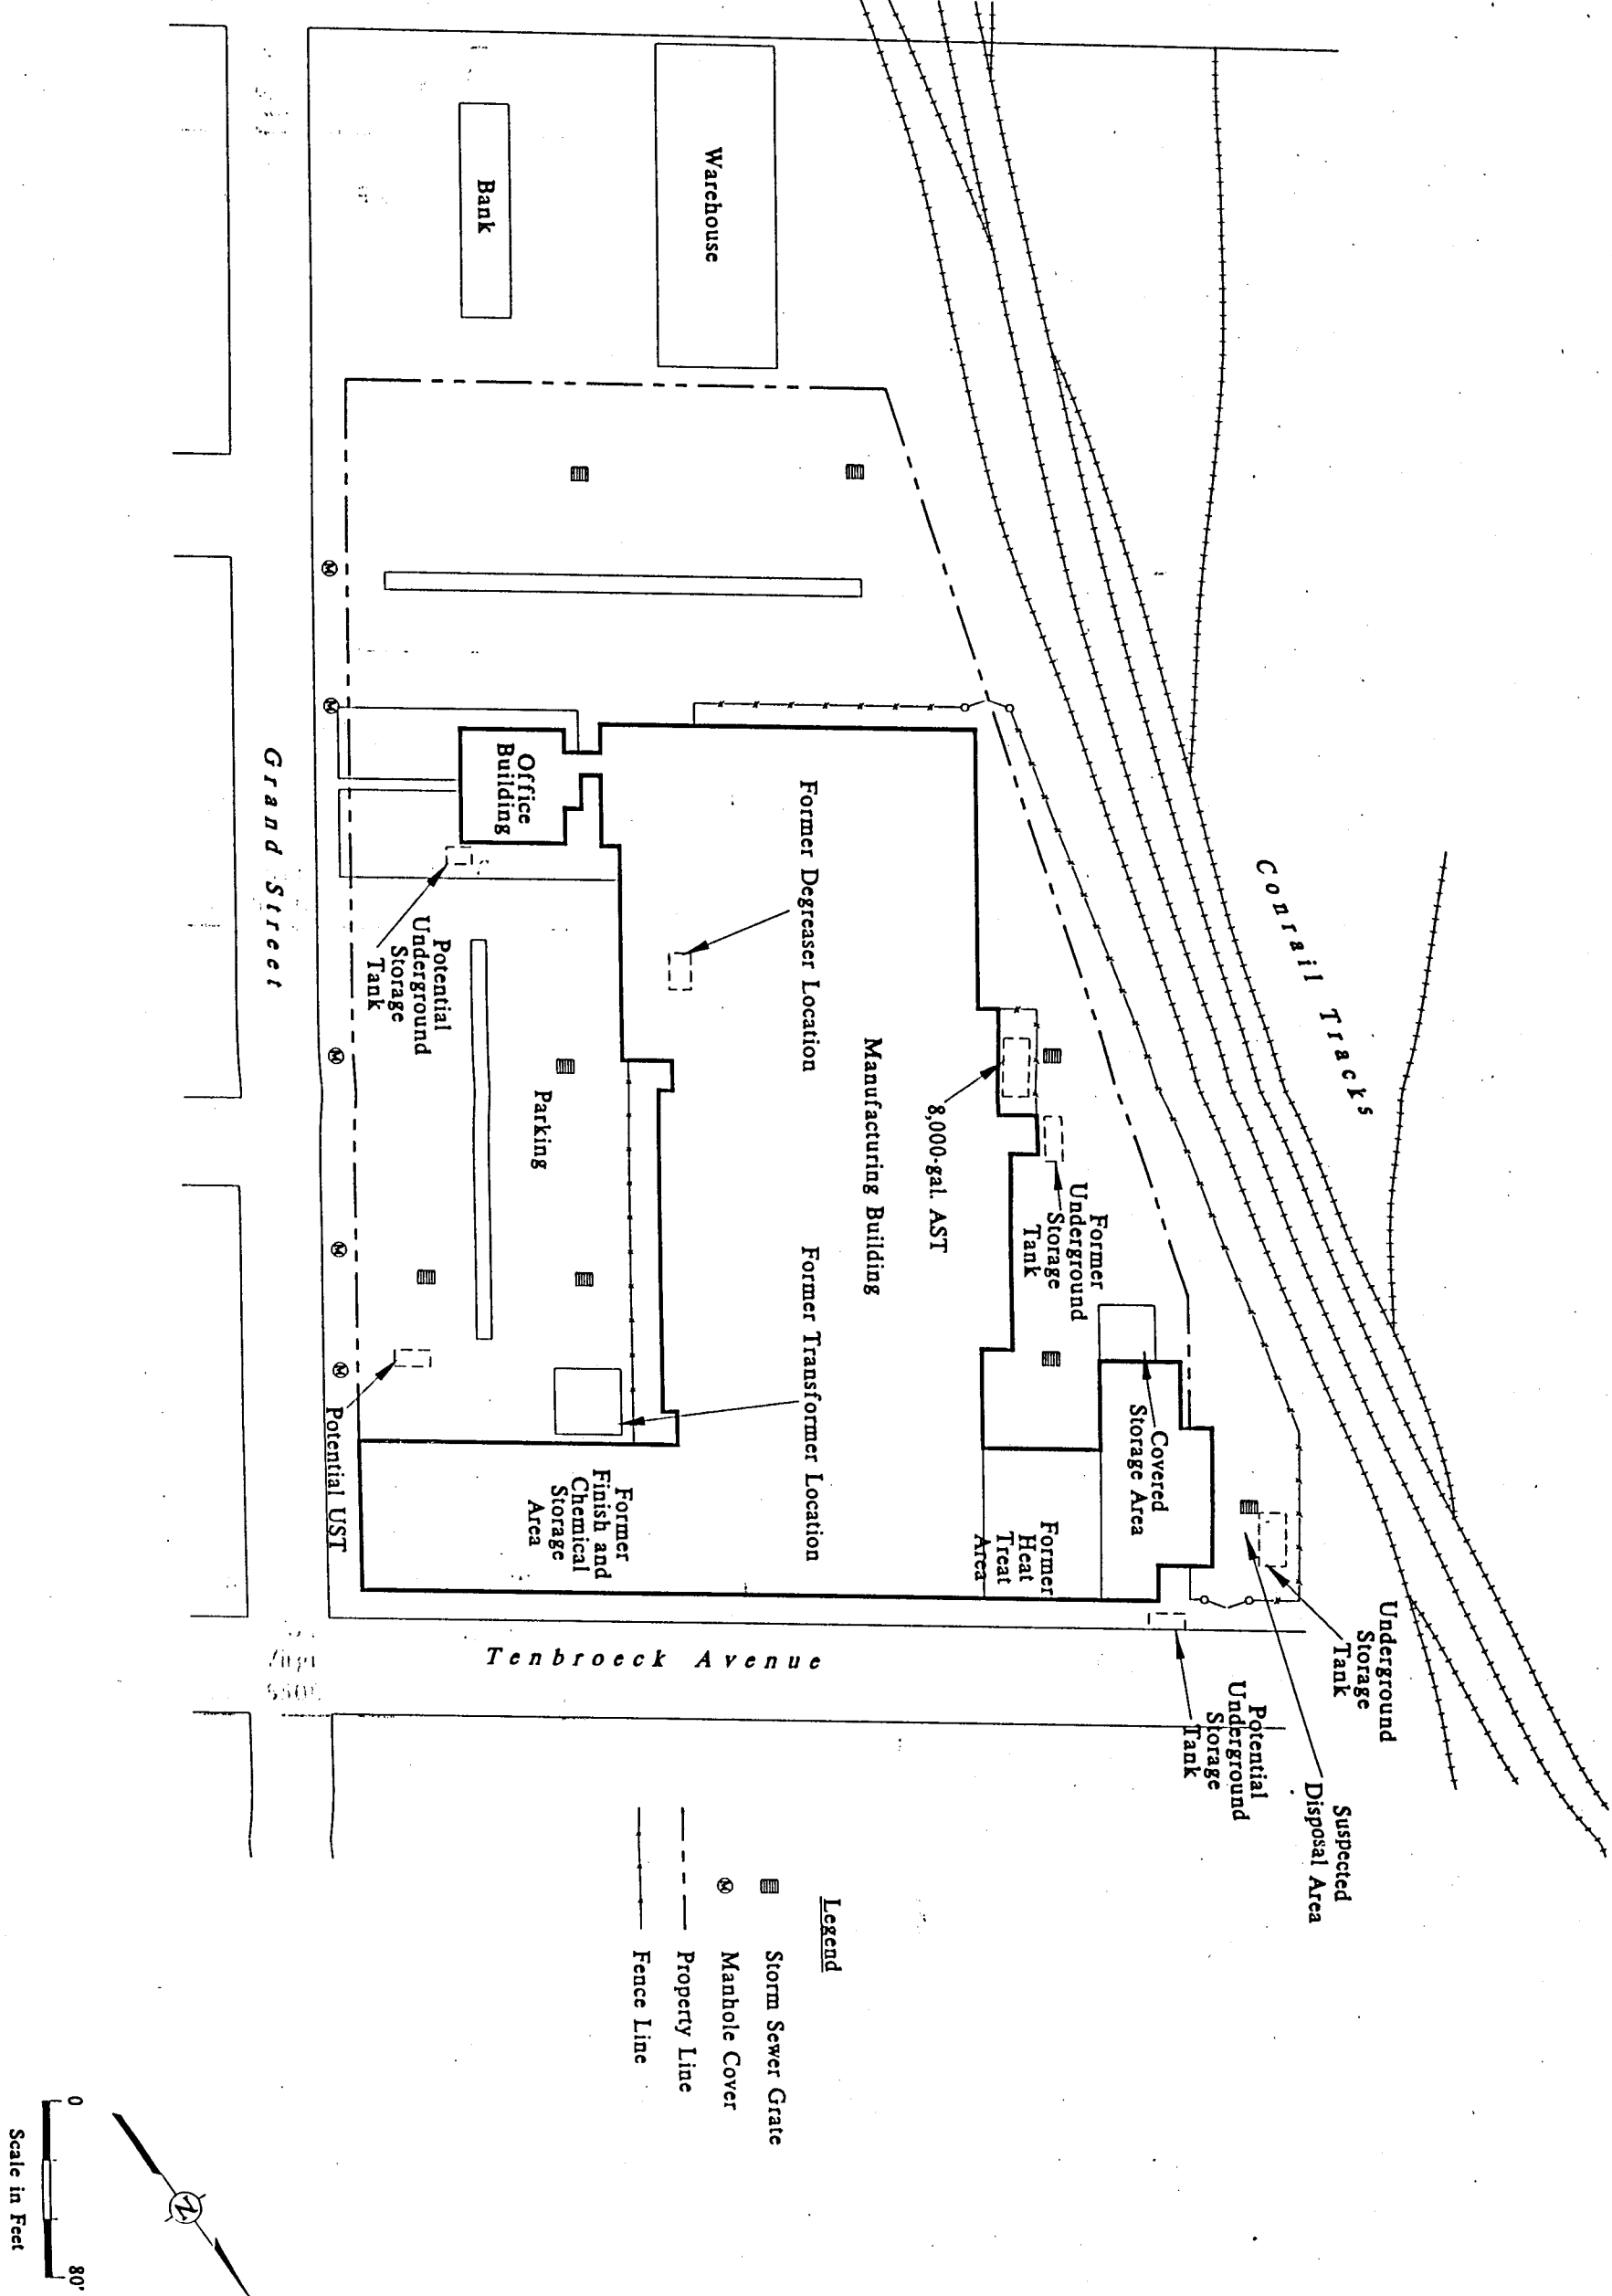 Warehouse
Bank
Office
Building
Grand Street
Conrail Tracks
Former Degreaser Location
Manufacturing Building
8,000-gal. AST
Former
Underground
Storage
Tank
Potential
Underground
Storage
Tank
Parking
Former Transformer Location
Covered
Storage Area
Former
Heat
Treat
Area
Former
Finish and
Chemical
Storage
Area
Potential UST
Tenbroeck Avenue
Underground
Storage
Tank
Suspected
Disposal Area
Potential
Underground
Storage
Tank
Legend
Storm Sewer Grate
M Manhole Cover
Property Line
Fence Line
M
M
M
M
M
N
0 80'
Scale in Feet